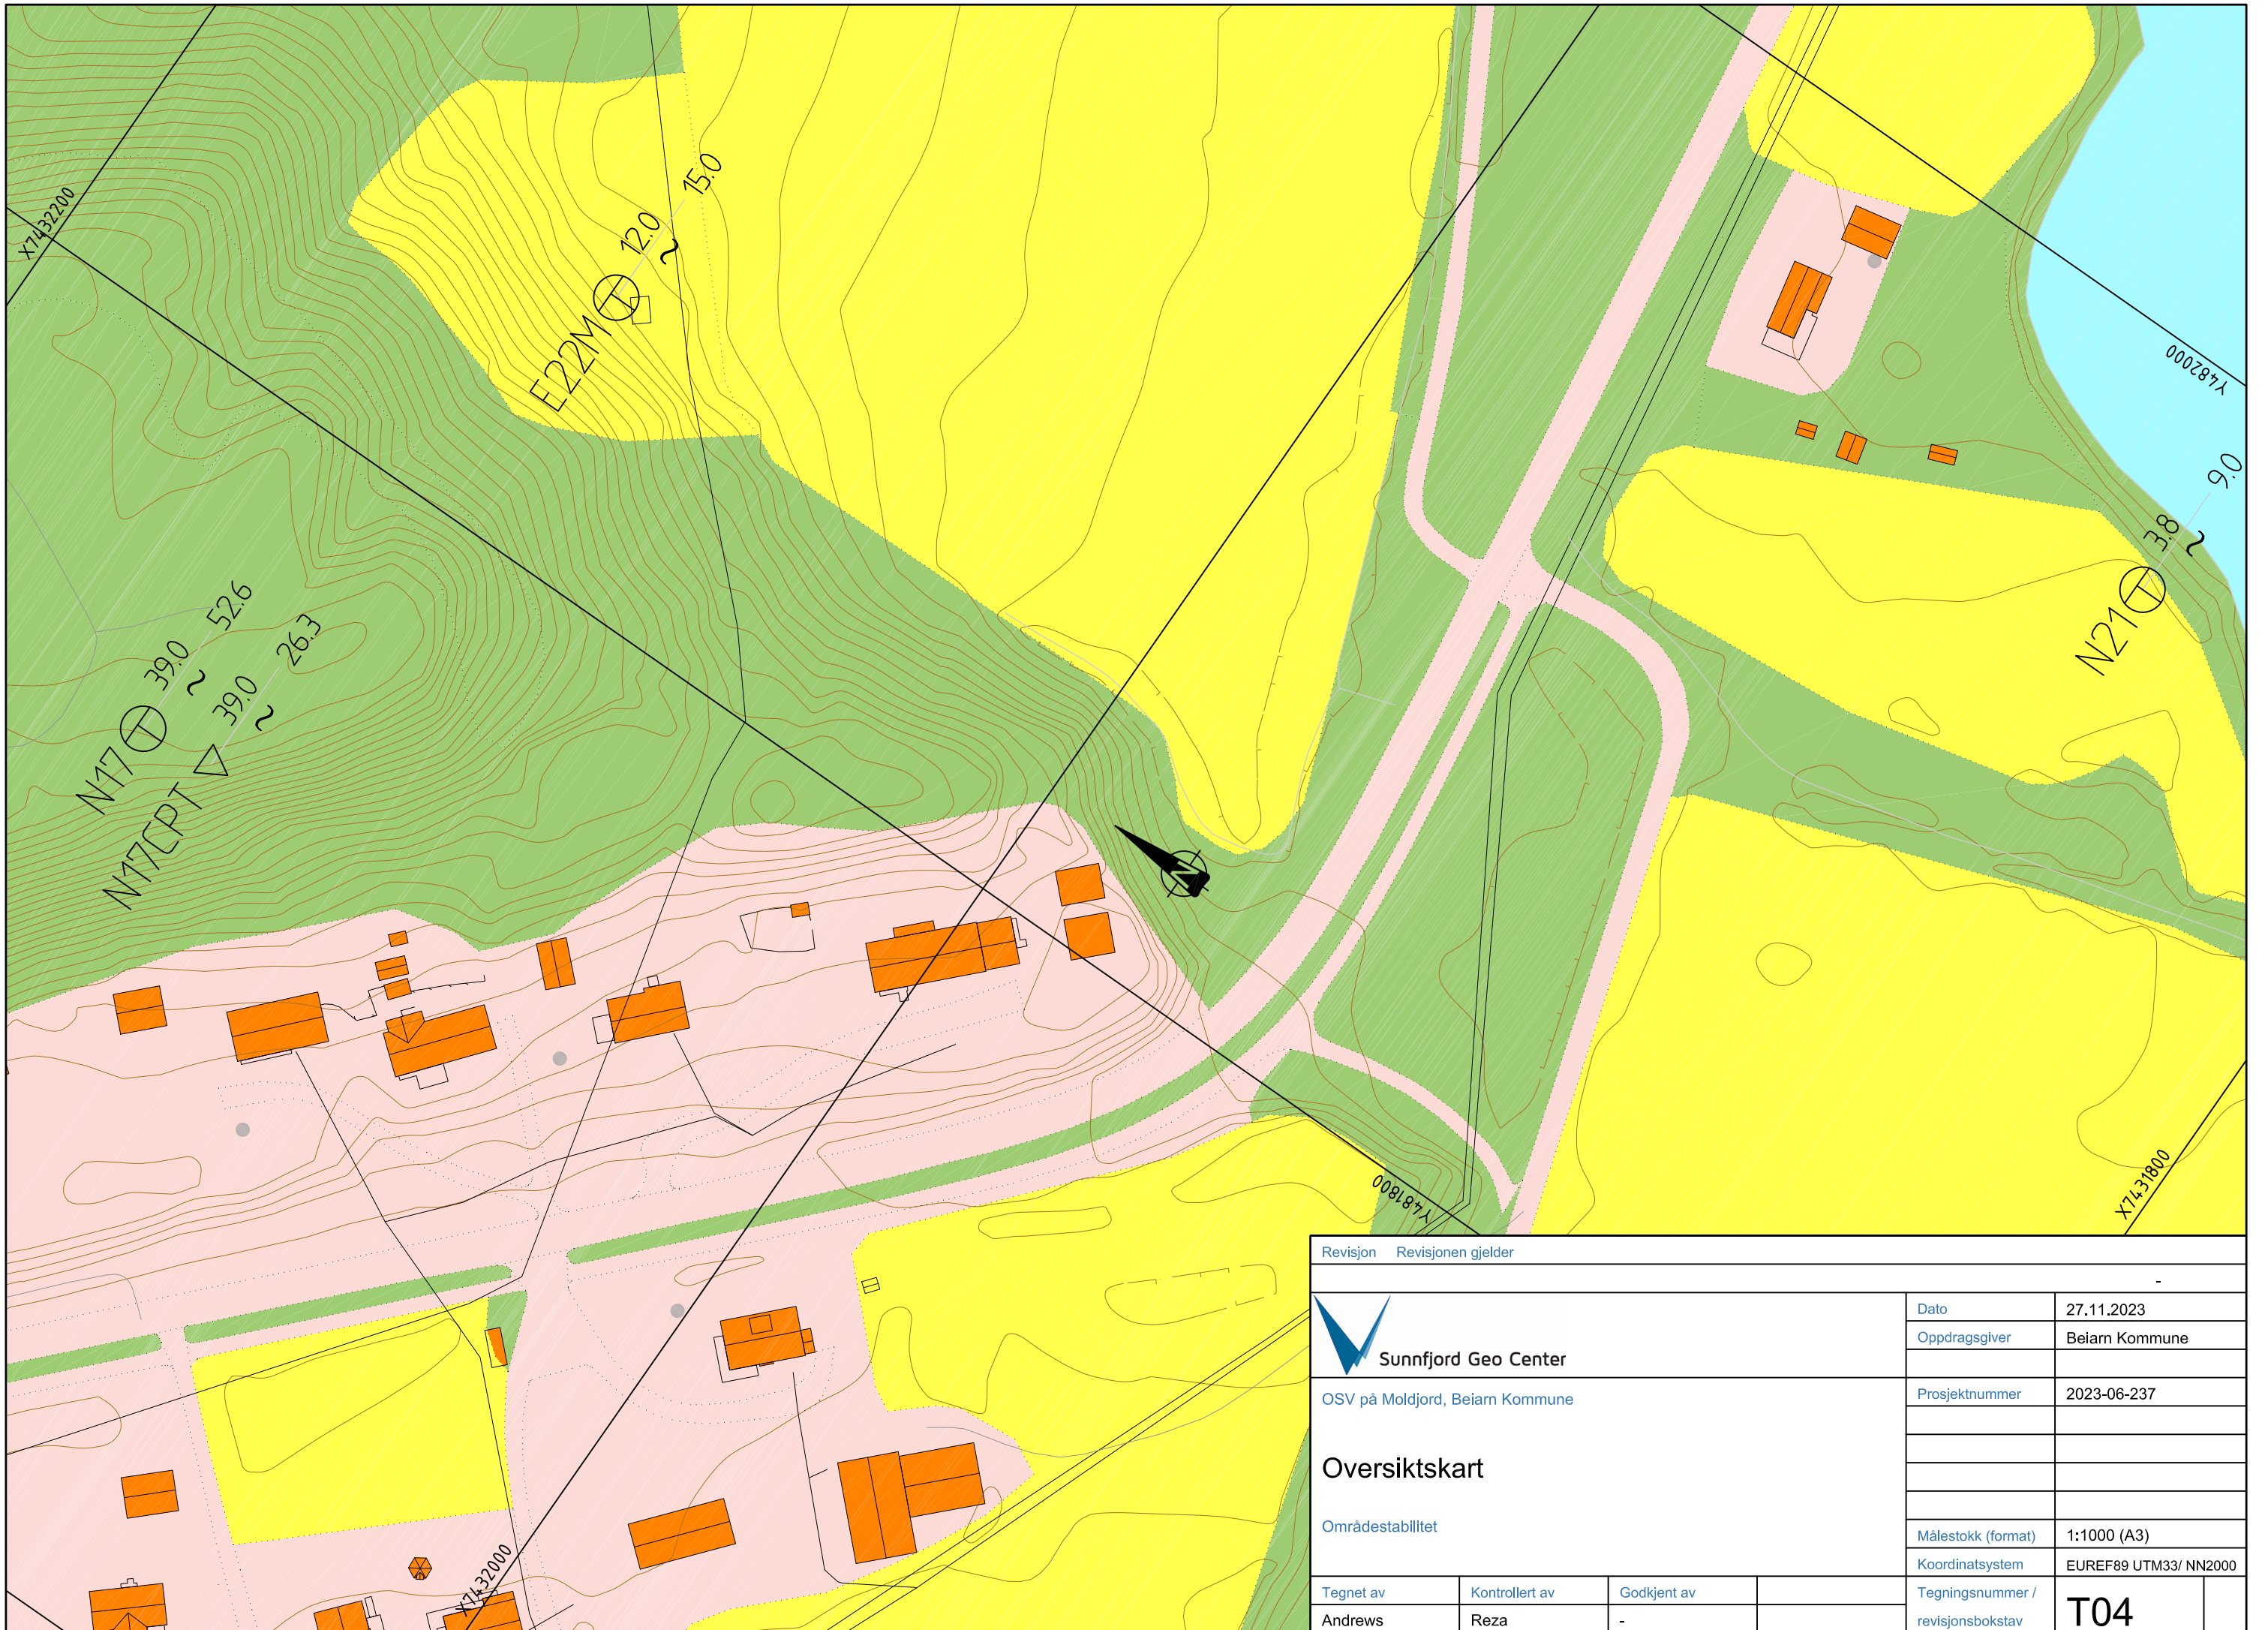 X7432200
E22M 12.0 15.0
~
Y482000
N21 3.8 9.0
~
N17 39.0 52.6
~
N17CPT 39.0 26.3
~
N
Y481800
X7431800
X7432000
Revisjon Revisjonen gjelder
-
Sunnfjord Geo Center
Dato 27.11.2023
Oppdragsgiver Beiarn Kommune
OSV på Moldjord, Beiarn Kommune
Prosjektnummer 2023-06-237
Oversiktskart
Områdestabilitet
Målestokk (format) 1:1000 (A3)
Koordinatsystem EUREF89 UTM33/ NN2000
Tegnet av Kontrollert av Godkjent av
Andrews Reza -
Tegningsnummer /
revisjonsbokstav
T04